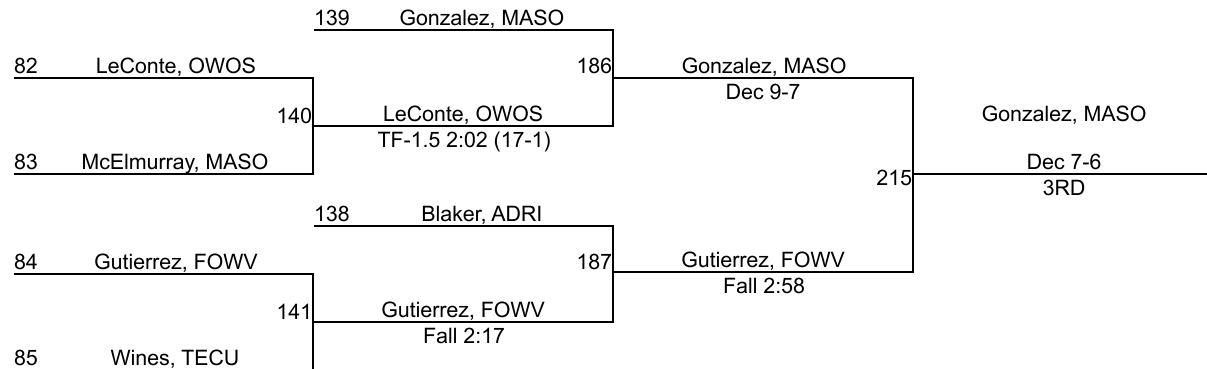 139 Gonzalez, MASO
82 LeConte, OWOS
186 Gonzalez, MASO
Dec 9-7
140 LeConte, OWOS
Gonzalez, MASO
TF-1.5 2:02 (17-1)
83 McElmurray, MASO
Dec 7-6
215
3RD
138 Blaker, ADRI
84 Gutierrez, FOWV
187 Gutierrez, FOWV
Fall 2:58
141 Gutierrez, FOWV
Fall 2:17
85 Wines, TECU